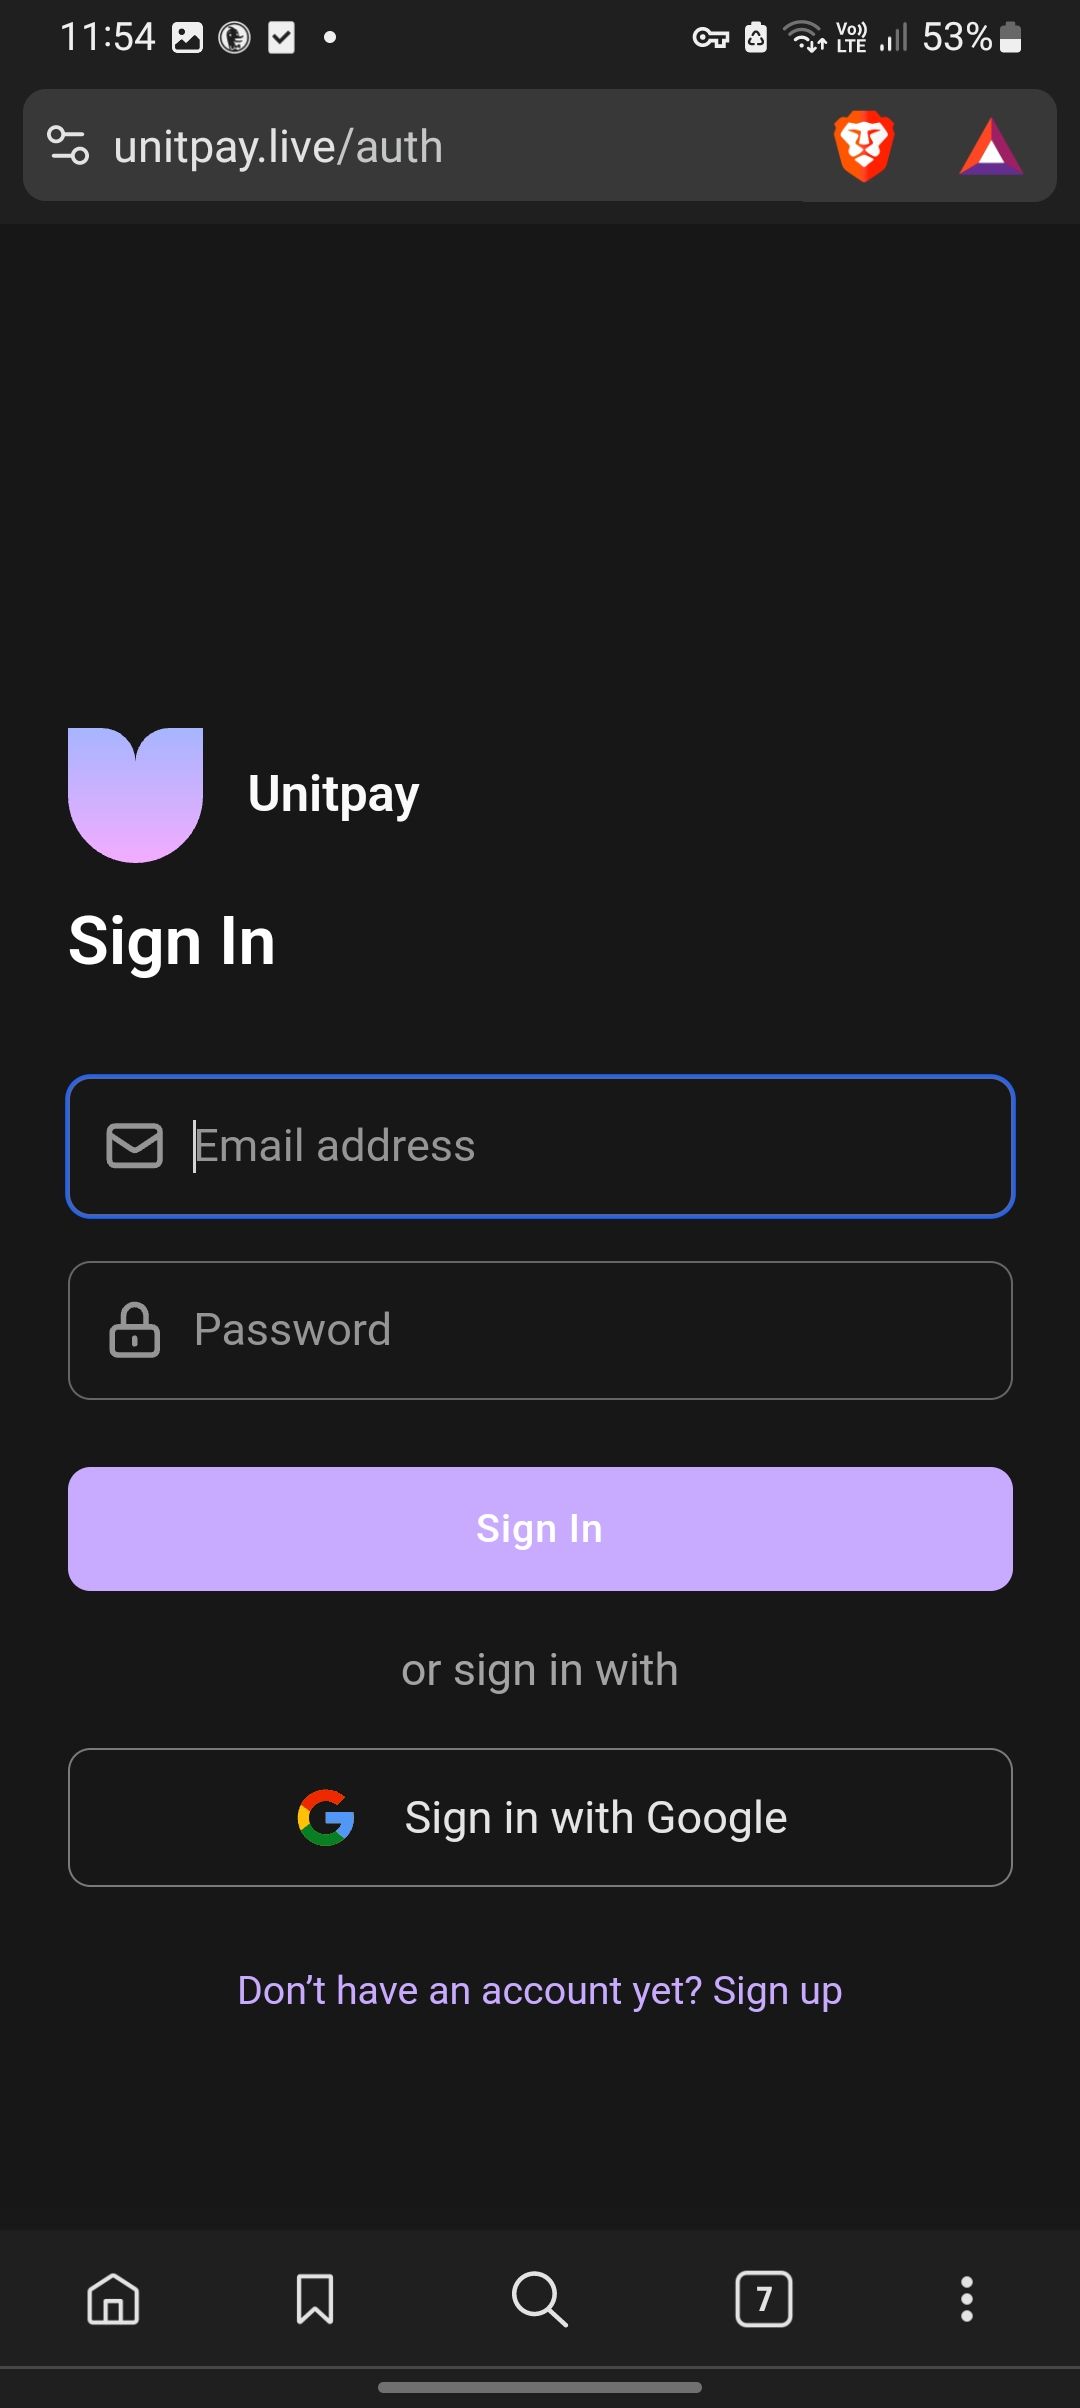 11:54 Vo)) LTE 53%
unitpay.live/auth
Unitpay
Sign In
Email address
Password
Sign In
or sign in with
Sign in with Google
Don’t have an account yet? Sign up
7